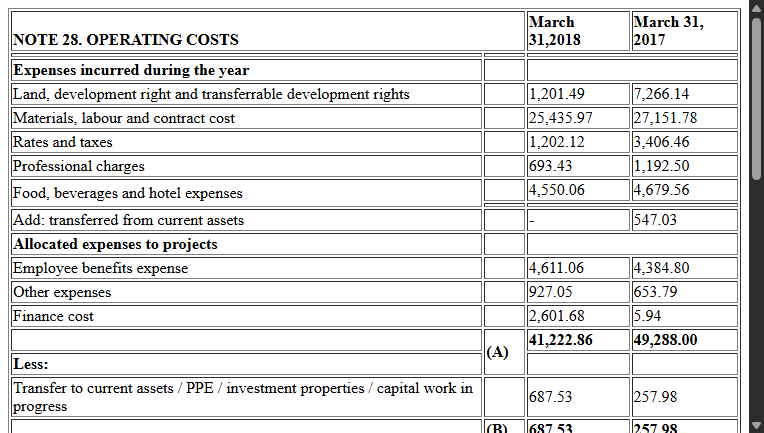 NOTE 28. OPERATING COSTS March 31,2018 March 31, 2017
Expenses incurred during the year
Land, development right and transferrable development rights 1,201.49 7,266.14
Materials, labour and contract cost 25,435.97 27,151.78
Rates and taxes 1,202.12 3,406.46
Professional charges 693.43 1,192.50
Food, beverages and hotel expenses 4,550.06 4,679.56
Add: transferred from current assets - 547.03
Allocated expenses to projects
Employee benefits expense 4,611.06 4,384.80
Other expenses 927.05 653.79
Finance cost 2,601.68 5.94
(A) 41,222.86 49,288.00
Less:
Transfer to current assets / PPE / investment properties / capital work in
progress 687.53 257.98
(B) 687.53 257.98